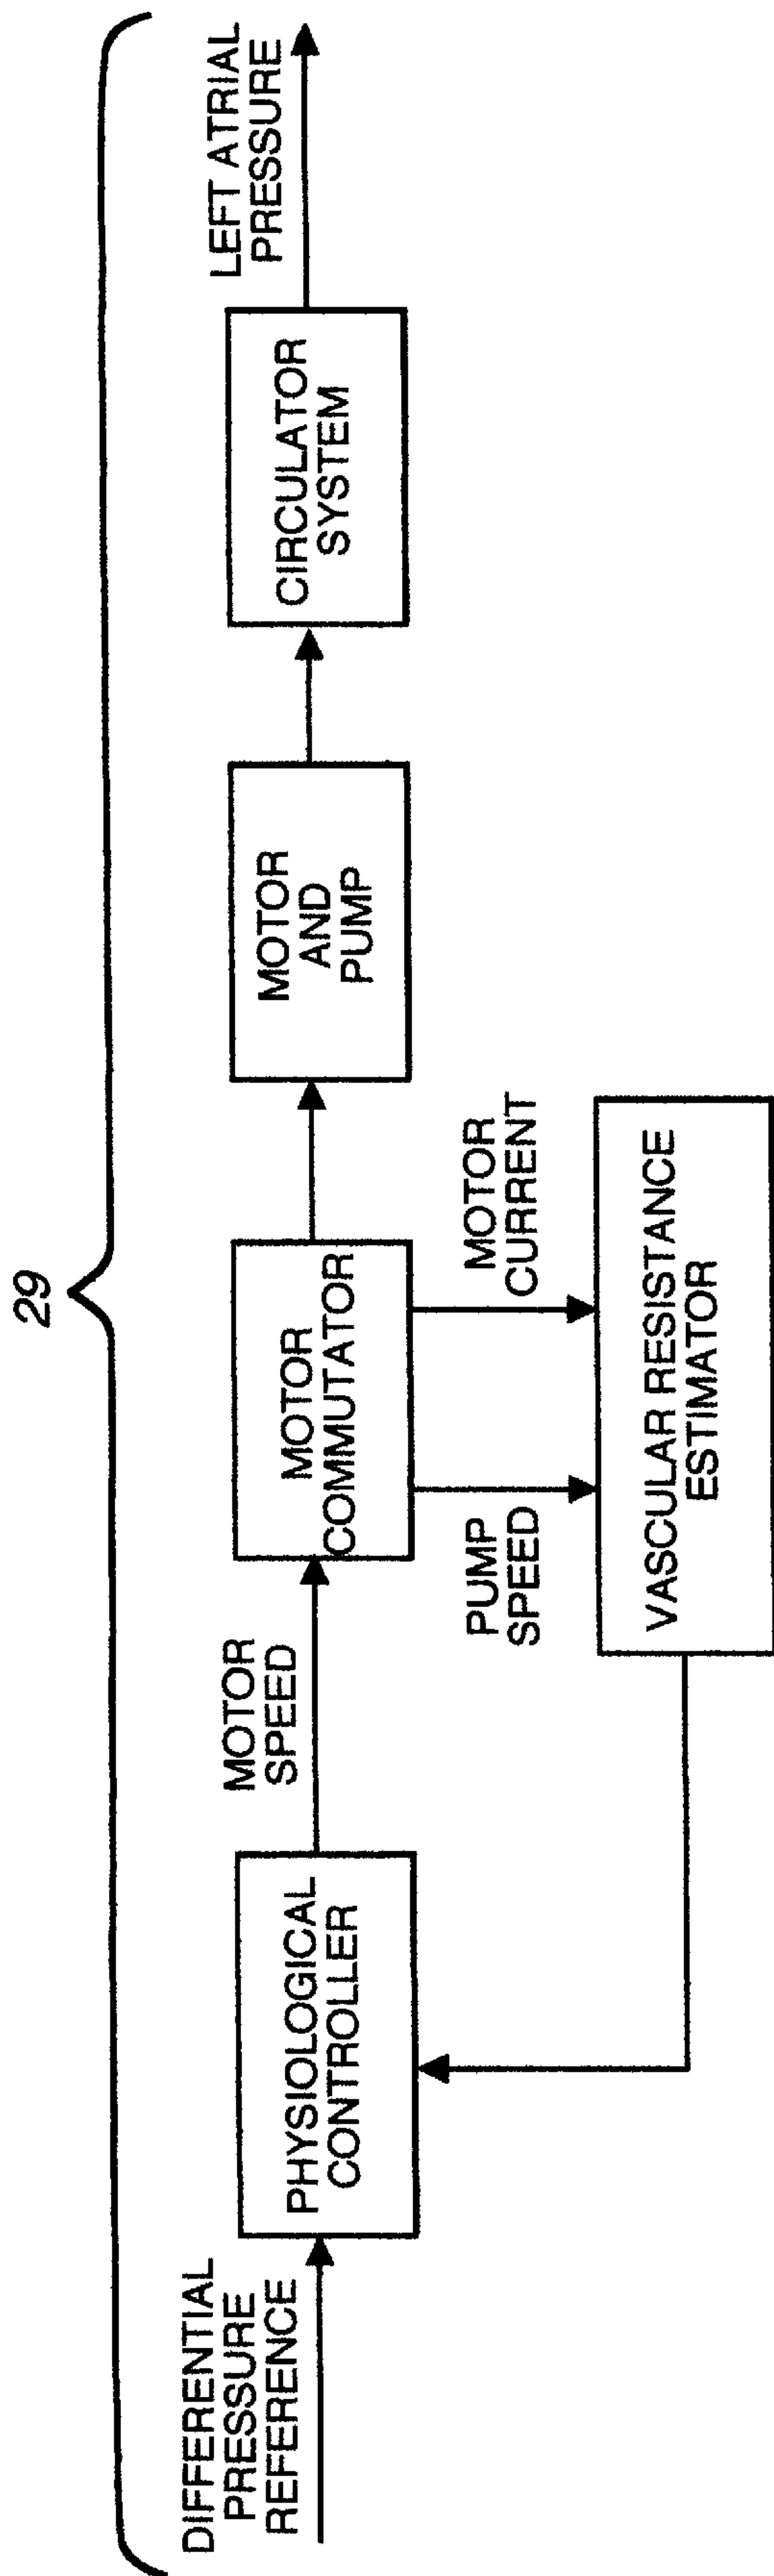 29
DIFFERENTIAL
PRESSURE
REFERENCE
PHYSIOLOGICAL
CONTROLLER
MOTOR
SPEED
MOTOR
COMMUTATOR
MOTOR
AND
PUMP
CIRCULATOR
SYSTEM
LEFT ATRIAL
PRESSURE
PUMP
SPEED
MOTOR
CURRENT
VASCULAR RESISTANCE
ESTIMATOR